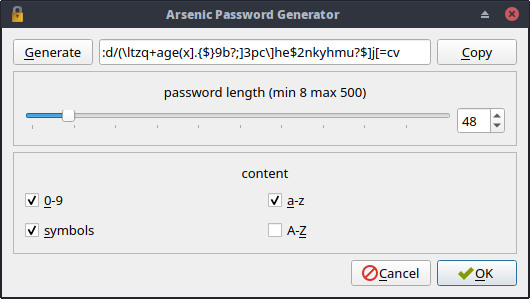 Arsenic Password Generator
Generate :d/(\ltzq+age(x].{$}9b?;]3pc\]he$2nkyhmu?$]j[=cv Copy
password length (min 8 max 500)
48
content
0-9 a-z
symbols A-Z
Cancel OK